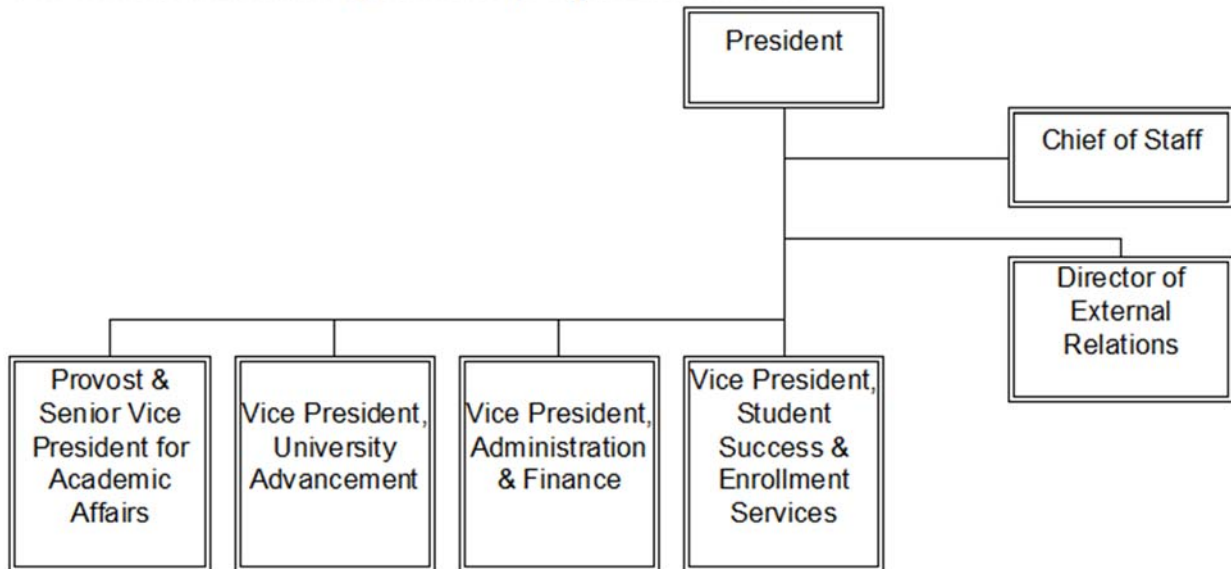 President
Chief of Staff
Director of
External
Relations
Provost &
Senior Vice
President for
Academic
Affairs
Vice President,
University
Advancement
Vice President,
Administration
& Finance
Vice President,
Student
Success &
Enrollment
Services